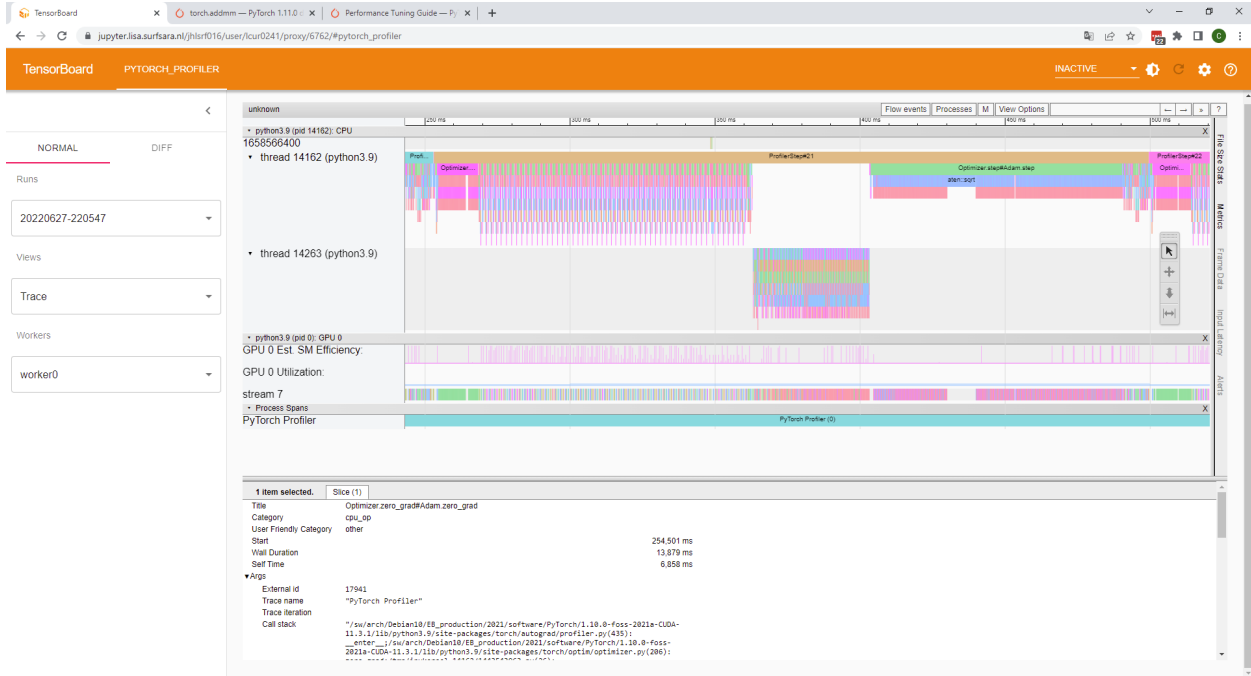 TensorBoard
torch.addmm — PyTorch 1.11.0
Performance Tuning Guide — Py
jupyter.lisa.surfsara.nl/jhlsrf016/user/lcur0241/proxy/6762/#pytorch_profiler
22
C
TensorBoard
PYTORCH_PROFILER
INACTIVE
NORMAL
DIFF
Runs
20220627-220547
Views
Trace
Workers
worker0
unknown
Flow events
Processes
M
View Options
←
→
»
?
250 ms
300 ms
350 ms
400 ms
450 ms
500 ms
python3.9 (pid 14162): CPU
X
1658566400
thread 14162 (python3.9)
Profi...
ProfilerStep#21
ProfilerStep#22
Optimizer....
Optimizer.step#Adam.step
Optimi...
aten::sqrt
thread 14263 (python3.9)
python3.9 (pid 0): GPU 0
X
GPU 0 Est. SM Efficiency:
GPU 0 Utilization:
stream 7
Process Spans
X
PyTorch Profiler
PyTorch Profiler (0)
File Size Stats
Metrics
Frame Data
Input Latency
Alerts
1 item selected.
Slice (1)
Title Optimizer.zero_grad#Adam.zero_grad
Category cpu_op
User Friendly Category other
Start 254,501 ms
Wall Duration 13,879 ms
Self Time 6,858 ms
▼Args
External id 17941
Trace name "PyTorch Profiler"
Trace iteration
Call stack "/sw/arch/Debian10/EB_production/2021/software/PyTorch/1.10.0-foss-2021a-CUDA-
11.3.1/lib/python3.9/site-packages/torch/autograd/profiler.py(435):
__enter__;/sw/arch/Debian10/EB_production/2021/software/PyTorch/1.10.0-foss-
2021a-CUDA-11.3.1/lib/python3.9/site-packages/torch/optim/optimizer.py(206):